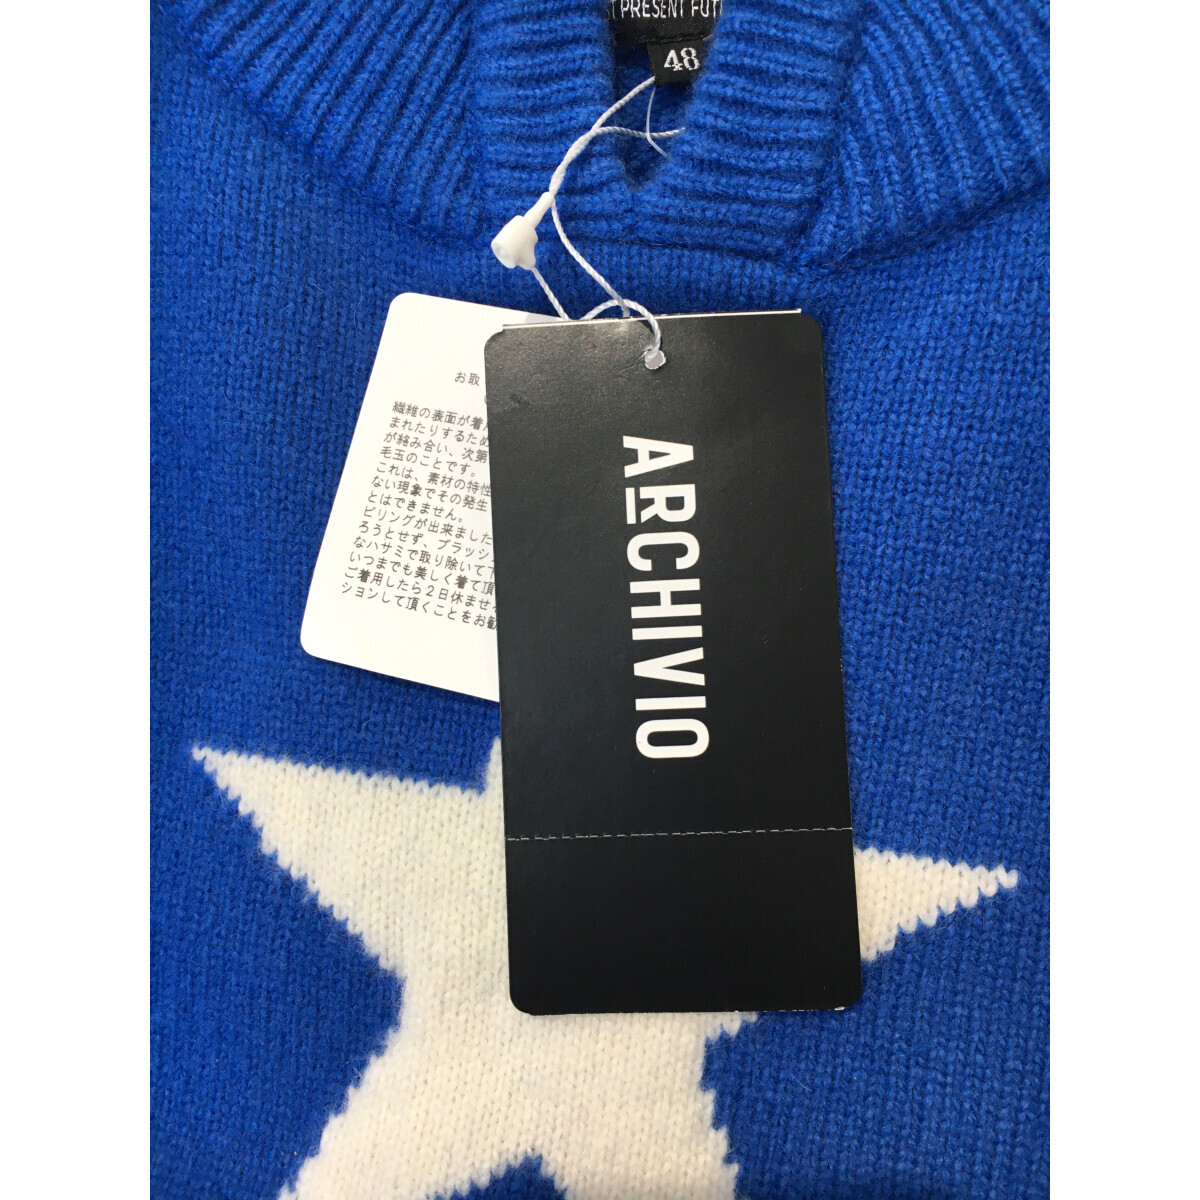 PRESENT
48
ARCHIVIO
お取
繊維の表面が着
まれたりするため
が絡み合い、次第
毛玉のことです。
これは、素材の特性
ない現象でその発生
とはできません。
ピリングが出来ました
ろうとせず、ブラッシ
なハサミで取り除いて下
いつまでも美しく着て頂
ご着用したら２日休ませ
ションして頂くことをお勧